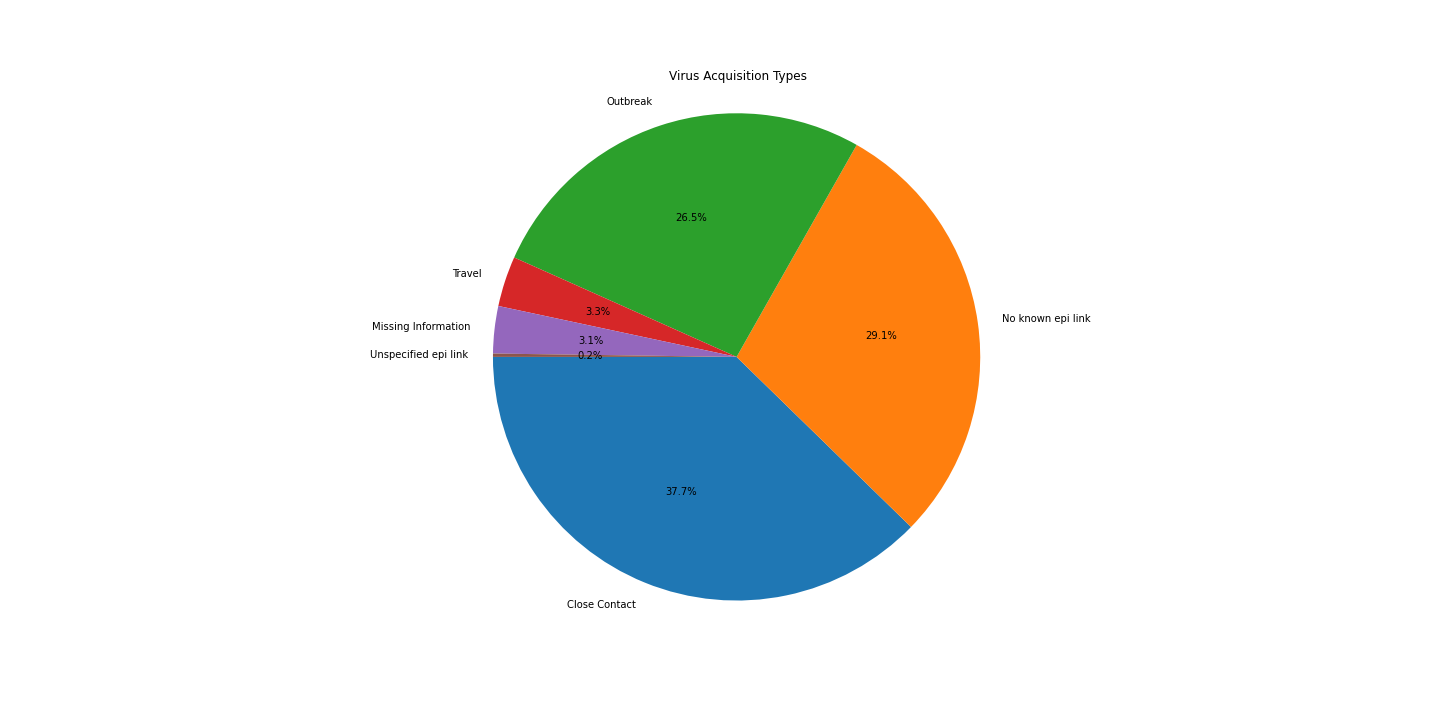 Virus Acquisition Types
Outbreak
26.5%
Travel
3.3%
No known epi link
Missing Information
29.1%
3.1%
Unspecified epi link
0.2%
37.7%
Close Contact